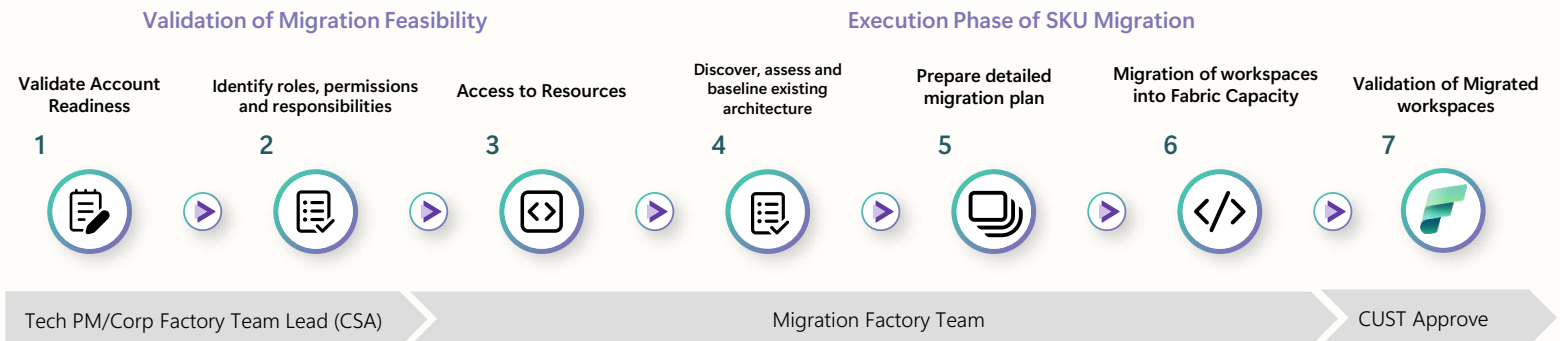 Validation of Migration Feasibility
Execution Phase of SKU Migration
Validate Account
Readiness
1
Identify roles, permissions
and responsibilities
2
Access to Resources
3
Discover, assess and
baseline existing
architecture
4
Prepare detailed
migration plan
5
Migration of workspaces
into Fabric Capacity
6
Validation of Migrated
workspaces
7
Tech PM/Corp Factory Team Lead (CSA)
Migration Factory Team
CUST Approve